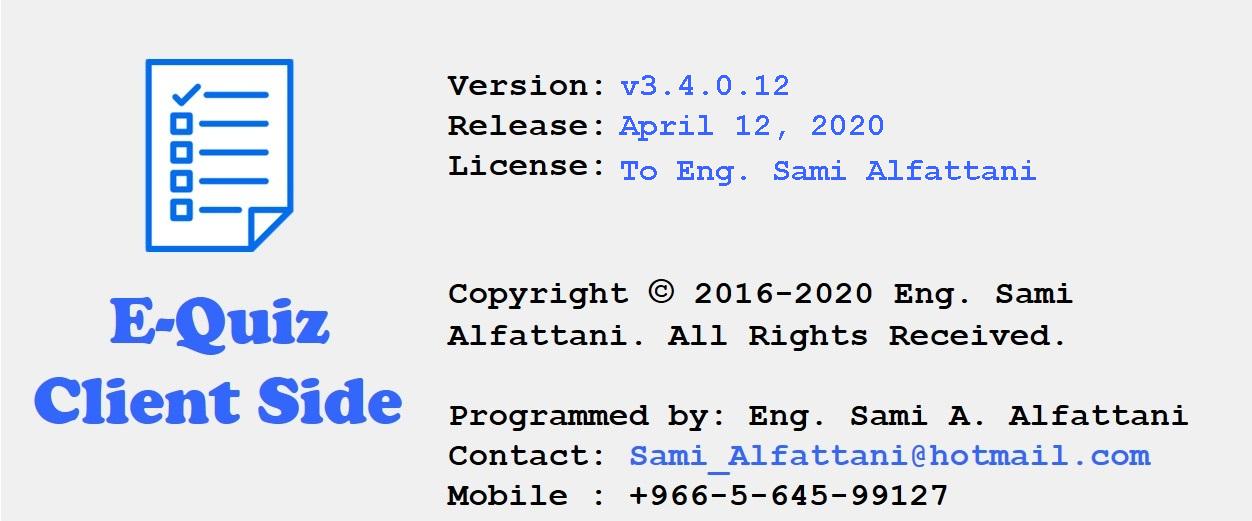 E-Quiz
Client Side
Version: v3.4.0.12
Release: April 12, 2020
License: To Eng. Sami Alfattani
Copyright © 2016-2020 Eng. Sami
Alfattani. All Rights Received.
Programmed by: Eng. Sami A. Alfattani
Contact: Sami_Alfattani@hotmail.com
Mobile : +966-5-645-99127